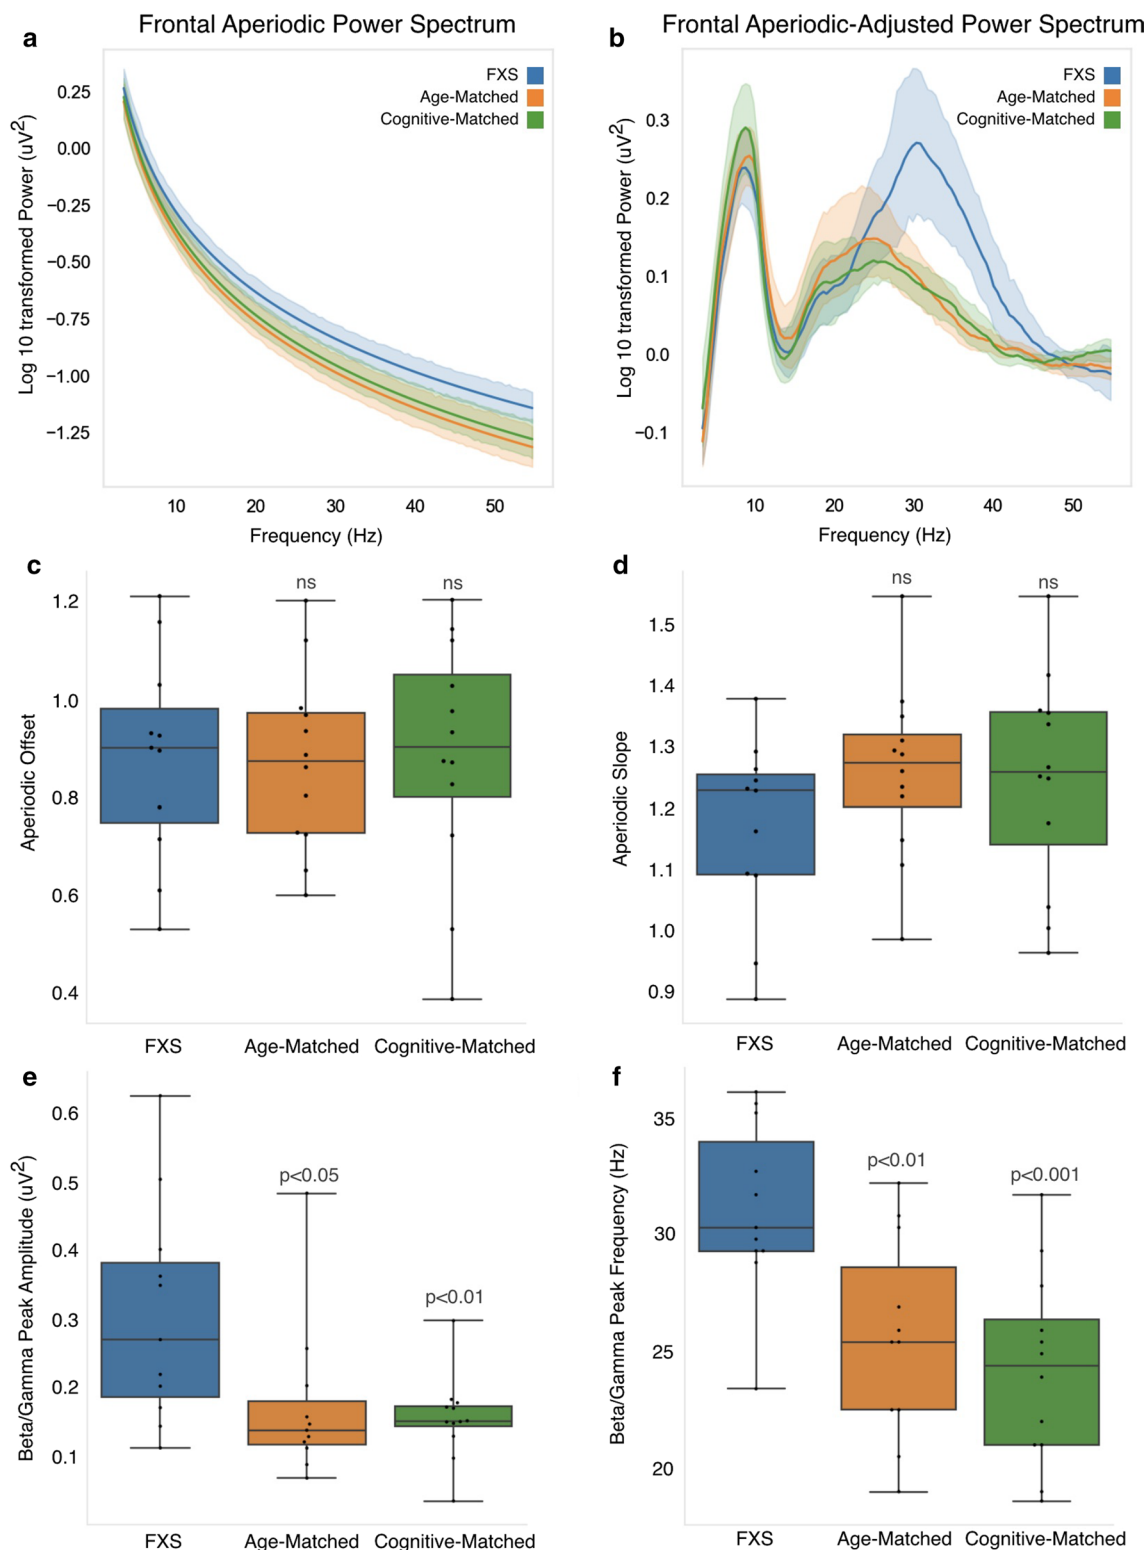 a
Frontal Aperiodic Power Spectrum
Log 10 transformed Power (uV2)
0.25
0.00
−0.25
−0.50
−0.75
−1.00
−1.25
FXS
Age-Matched
Cognitive-Matched
10 20 30 40 50
Frequency (Hz)
b
Frontal Aperiodic-Adjusted Power Spectrum
Log 10 transformed Power (uV2)
0.3
0.2
0.1
0.0
−0.1
FXS
Age-Matched
Cognitive-Matched
10 20 30 40 50
Frequency (Hz)
c
Aperiodic Offset
1.2
1.0
0.8
0.6
0.4
ns
ns
FXS Age-Matched Cognitive-Matched
d
Aperiodic Slope
1.5
1.4
1.3
1.2
1.1
1.0
0.9
ns
ns
FXS Age-Matched Cognitive-Matched
e
Beta/Gamma Peak Amplitude (uV2)
0.6
0.5
0.4
0.3
0.2
0.1
p<0.05
p<0.01
FXS Age-Matched Cognitive-Matched
f
Beta/Gamma Peak Frequency (Hz)
35
30
25
20
p<0.01
p<0.001
FXS Age-Matched Cognitive-Matched